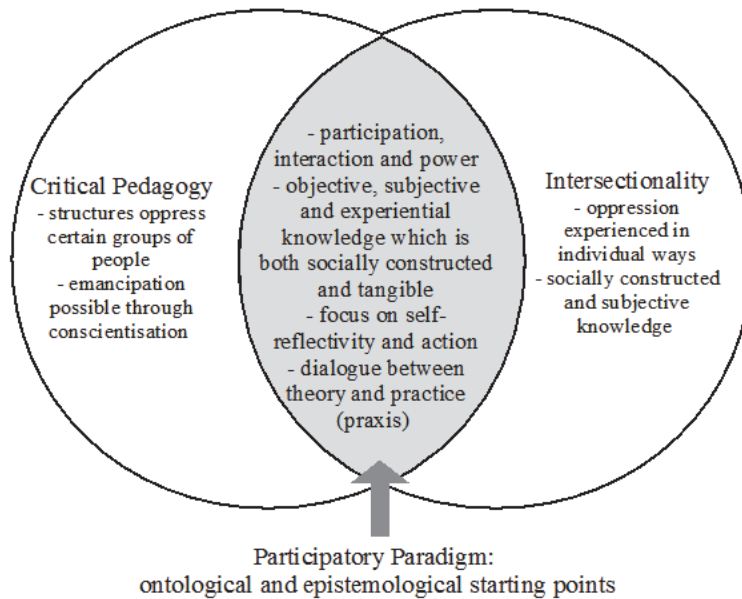 Critical Pedagogy
- structures oppress
certain groups of
people
- emancipation
possible through
conscientisation
- participation,
interaction and power
- objective, subjective
and experiential
knowledge which is
both socially constructed
and tangible
- focus on self-
reflectivity and action
- dialogue between
theory and practice
(praxis)
Intersectionality
- oppression
experienced in
individual ways
- socially constructed
and subjective
knowledge
Participatory Paradigm:
ontological and epistemological starting points